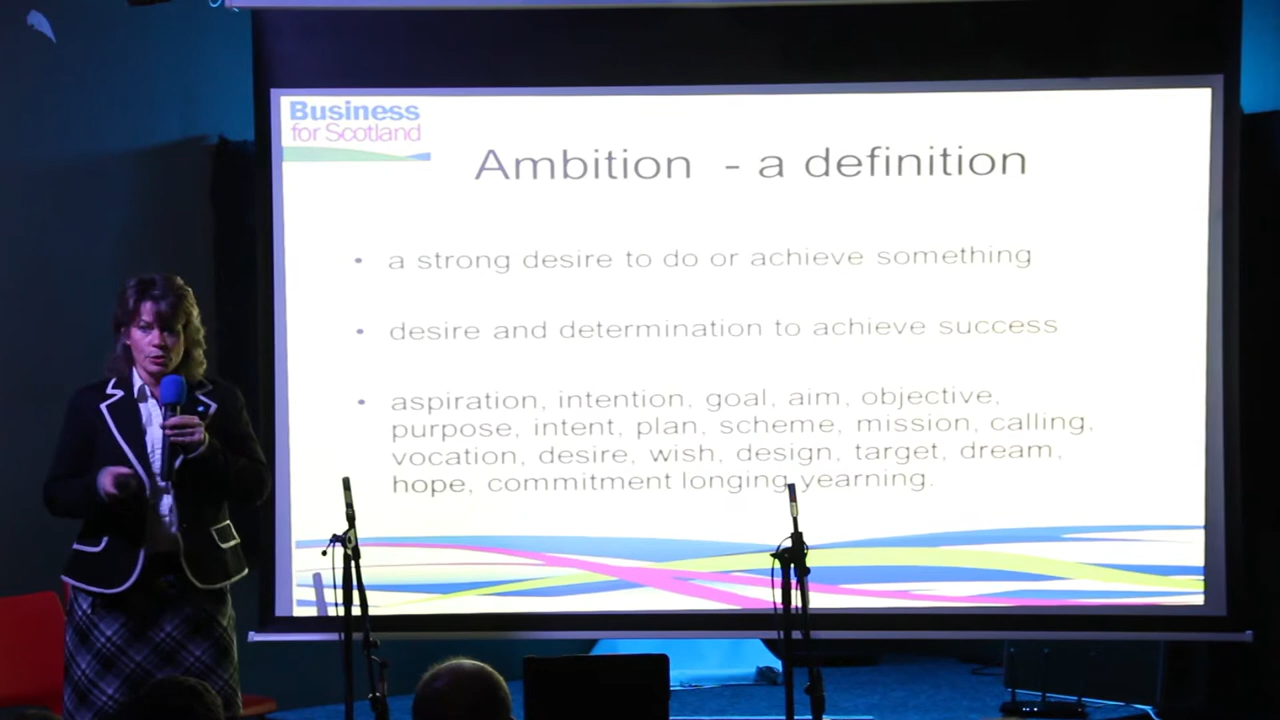 Business
for Scotland
Ambition - a definition
• a strong desire to do or achieve something
• desire and determination to achieve success
• aspiration, intention, goal, aim, objective,
purpose, intent, plan, scheme, mission, calling,
vocation, desire, wish, design, target, dream,
hope, commitment longing yearning.